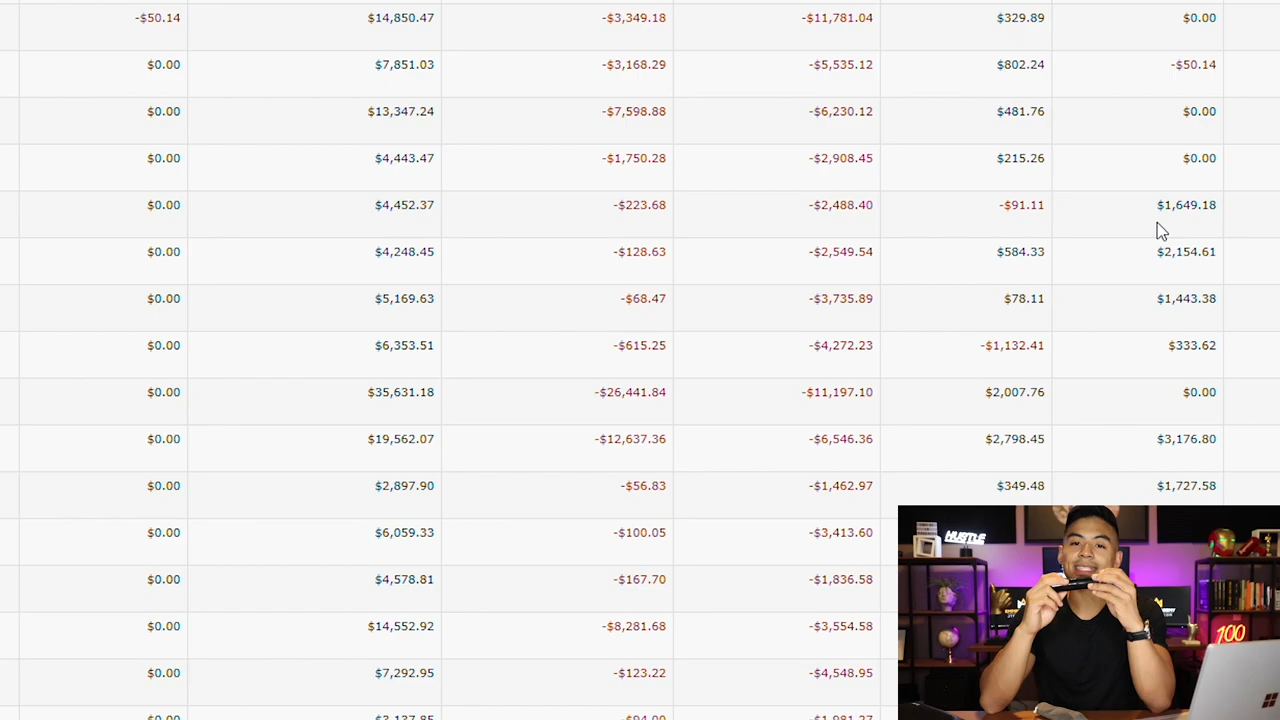 -$50.14 $14,850.47 -$3,349.18 -$11,781.04 $329.89 $0.00
$0.00 $7,851.03 -$3,168.29 -$5,535.12 $802.24 -$50.14
$0.00 $13,347.24 -$7,598.88 -$6,230.12 $481.76 $0.00
$0.00 $4,443.47 -$1,750.28 -$2,908.45 $215.26 $0.00
$0.00 $4,452.37 -$223.68 -$2,488.40 -$91.11 $1,649.18
$0.00 $4,248.45 -$128.63 -$2,549.54 $584.33 $2,154.61
$0.00 $5,169.63 -$68.47 -$3,735.89 $78.11 $1,443.38
$0.00 $6,353.51 -$615.25 -$4,272.23 -$1,132.41 $333.62
$0.00 $35,631.18 -$26,441.84 -$11,197.10 $2,007.76 $0.00
$0.00 $19,562.07 -$12,637.36 -$6,546.36 $2,798.45 $3,176.80
$0.00 $2,897.90 -$56.83 -$1,462.97 $349.48 $1,727.58
$0.00 $6,059.33 -$100.05 -$3,413.60
HUSTLE
$0.00 $4,578.81 -$167.70 -$1,836.58
$0.00 $14,552.92 -$8,281.68 -$3,554.58
100
$0.00 $7,292.95 -$123.22 -$4,548.95
$3,137.85 -$94.00 -$1,981.27